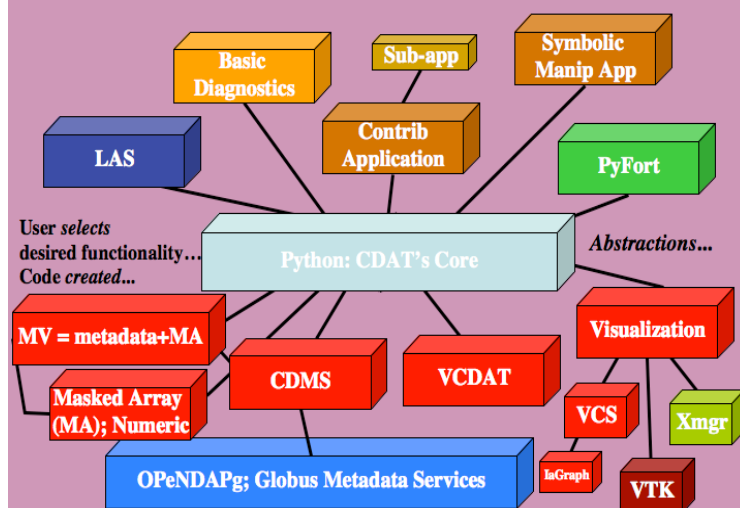 Basic
Diagnostics
Sub-app
Symbolic
Manip App
LAS
Contrib
Application
PyFort
User selects
desired functionality…
Code created...
Python: CDAT's Core
Abstractions...
MV = metadata+MA
Masked Array
(MA); Numeric
CDMS
VCDAT
Visualization
VCS
Xmgr
IaGraph
VTK
OPeNDAPg; Globus Metadata Services